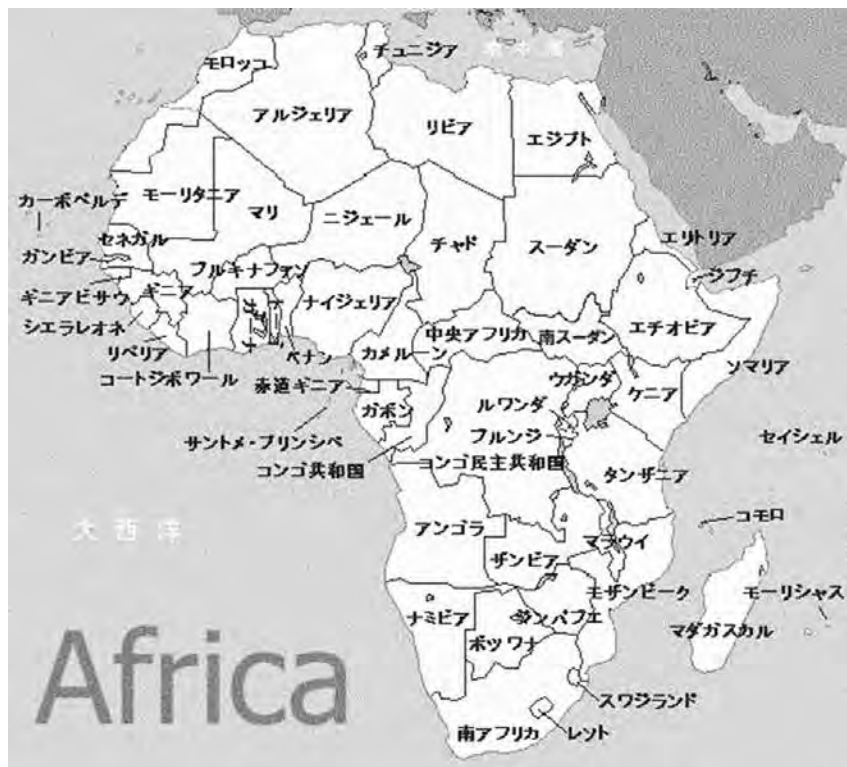 チュニジア
モロッコ
アルジェリア
リビア
エジプト
モーリタニア
カーボベルデ
マリ
ニジェール
チャド
スーダン
エリトリア
セネガル
ガンビア
ジブチ
ギニアビサウ
ギニア
ナイジェリア
エチオピア
シエラレオネ
ガーナ
中央アフリカ
南スーダン
リベリア
ベナン
カメルーン
ソマリア
コートジボワール
赤道ギニア
ウガンダ
ケニア
ガボン
ルワンダ
サントメ・プリンシペ
ブルンジ
セイシェル
コンゴ共和国
コンゴ民主共和国
タンザニア
大西洋
アンゴラ
コモロ
マラウイ
ザンビア
モザンビーク
モーリシャス
ナミビア
ジンバブエ
マダガスカル
ボツワナ
Africa
スワジランド
南アフリカ
レソト